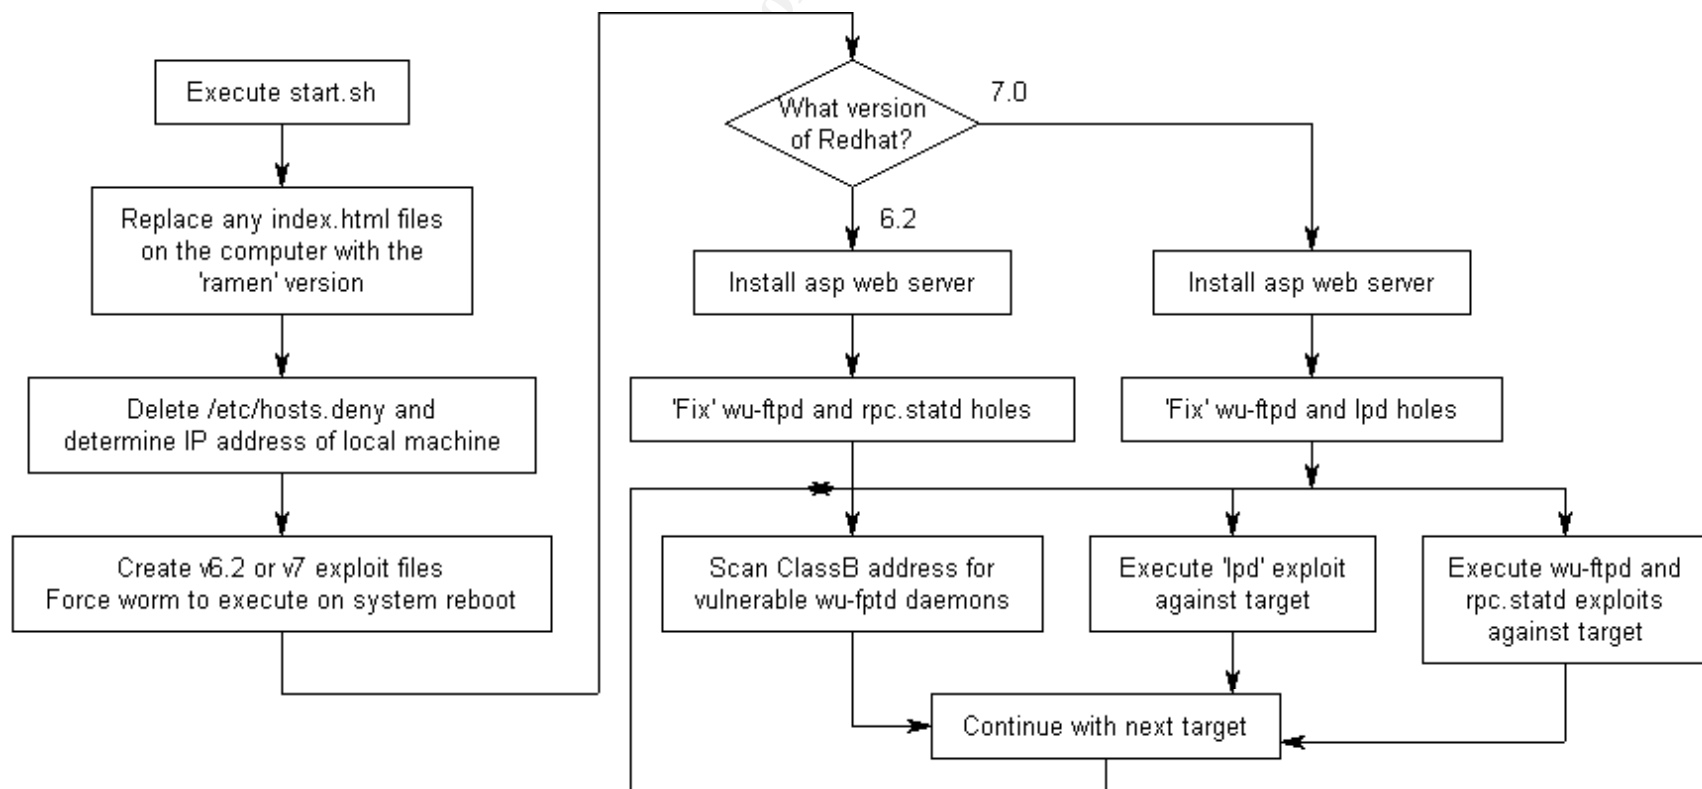 Execute start.sh
Replace any index.html files
on the computer with the
'ramen' version
Delete /etc/hosts.deny and
determine IP address of local machine
Create v6.2 or v7 exploit files
Force worm to execute on system reboot
What version
of Redhat?
7.0
6.2
Install asp web server
Install asp web server
'Fix' wu-ftpd and rpc.statd holes
'Fix' wu-ftpd and lpd holes
Scan ClassB address for
vulnerable wu-fptd daemons
Execute 'lpd' exploit
against target
Execute wu-ftpd and
rpc.statd exploits
against target
Continue with next target